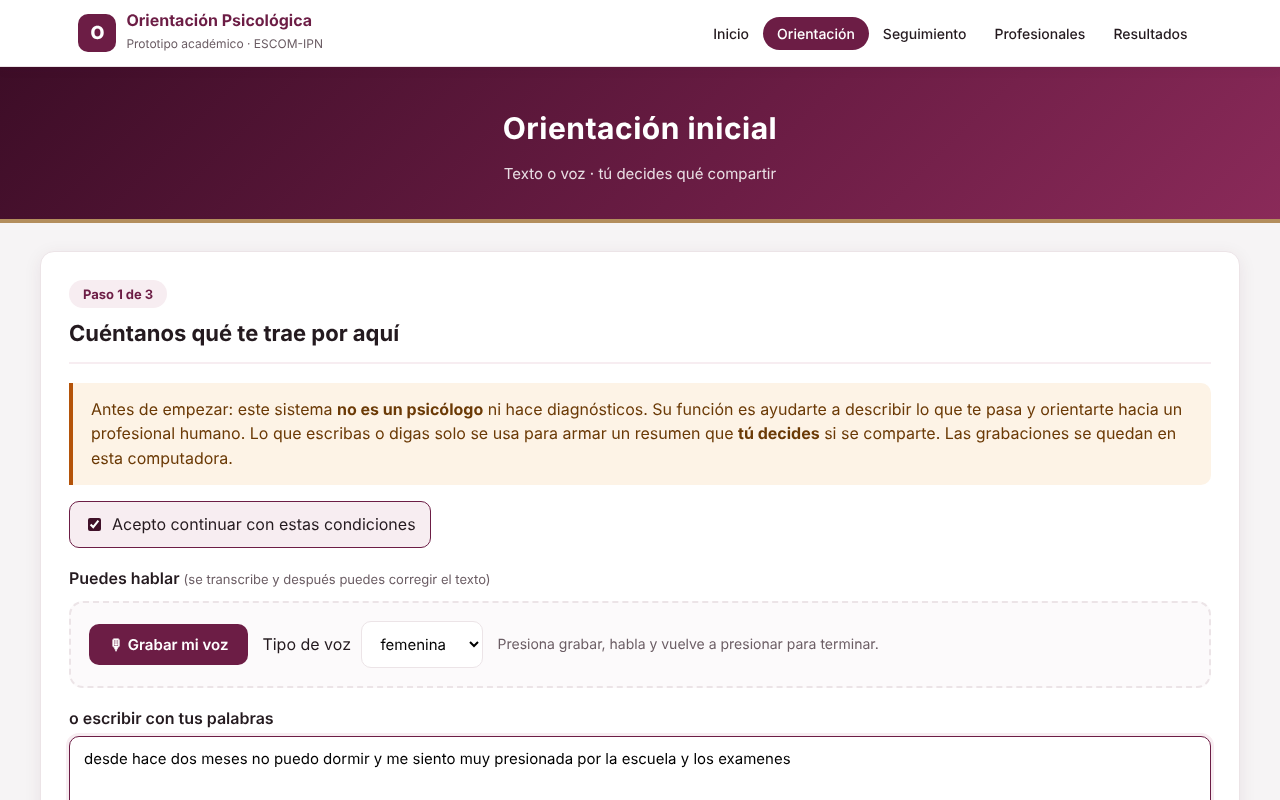 O
Orientación Psicológica
Prototipo académico · ESCOM-IPN
Inicio
Orientación
Seguimiento
Profesionales
Resultados
Orientación inicial
Texto o voz · tú decides qué compartir
Paso 1 de 3
Cuéntanos qué te trae por aquí
Antes de empezar: este sistema no es un psicólogo ni hace diagnósticos. Su función es ayudarte a describir lo que te pasa y orientarte hacia un
profesional humano. Lo que escribas o digas solo se usa para armar un resumen que tú decides si se comparte. Las grabaciones se quedan en
esta computadora.
Acepto continuar con estas condiciones
Puedes hablar (se transcribe y después puedes corregir el texto)
Grabar mi voz
Tipo de voz
femenina
Presiona grabar, habla y vuelve a presionar para terminar.
o escribir con tus palabras
desde hace dos meses no puedo dormir y me siento muy presionada por la escuela y los examenes